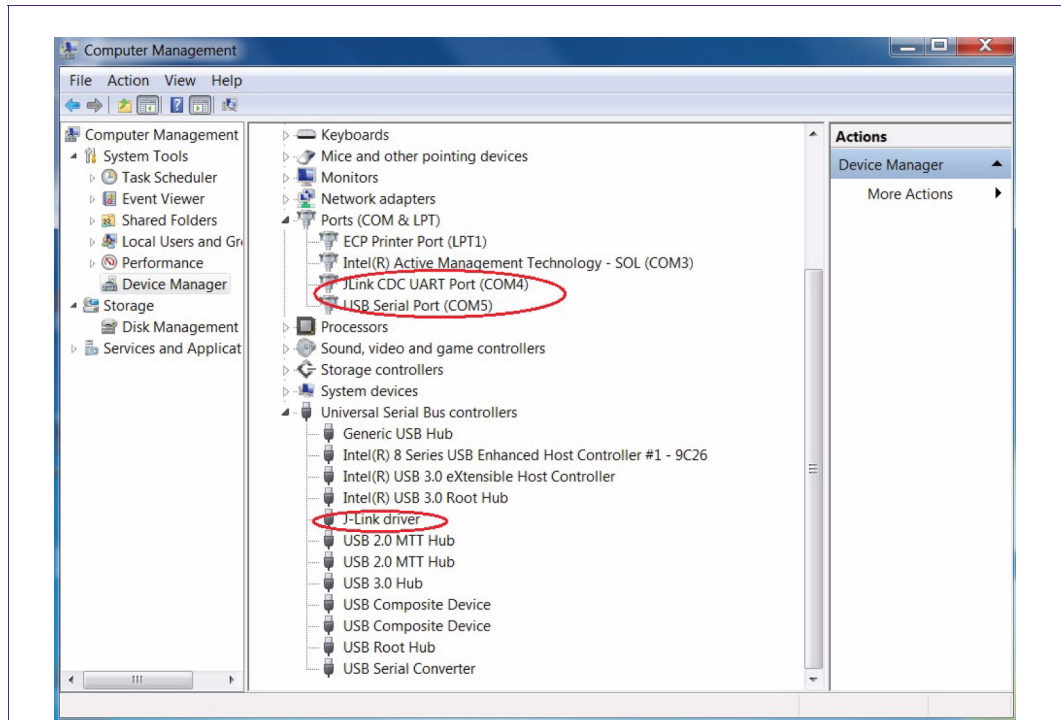 Computer Management
File Action View Help
Computer Management
System Tools
Task Scheduler
Event Viewer
Shared Folders
Local Users and Gr
Performance
Device Manager
Storage
Disk Management
Services and Applicat
Keyboards
Mice and other pointing devices
Monitors
Network adapters
Ports (COM & LPT)
ECP Printer Port (LPT1)
Intel(R) Active Management Technology - SOL (COM3)
JLink CDC UART Port (COM4)
USB Serial Port (COM5)
Processors
Sound, video and game controllers
Storage controllers
System devices
Universal Serial Bus controllers
Generic USB Hub
Intel(R) 8 Series USB Enhanced Host Controller #1 - 9C26
Intel(R) USB 3.0 eXtensible Host Controller
Intel(R) USB 3.0 Root Hub
J-Link driver
USB 2.0 MTT Hub
USB 2.0 MTT Hub
USB 3.0 Hub
USB Composite Device
USB Composite Device
USB Root Hub
USB Serial Converter
Actions
Device Manager
More Actions